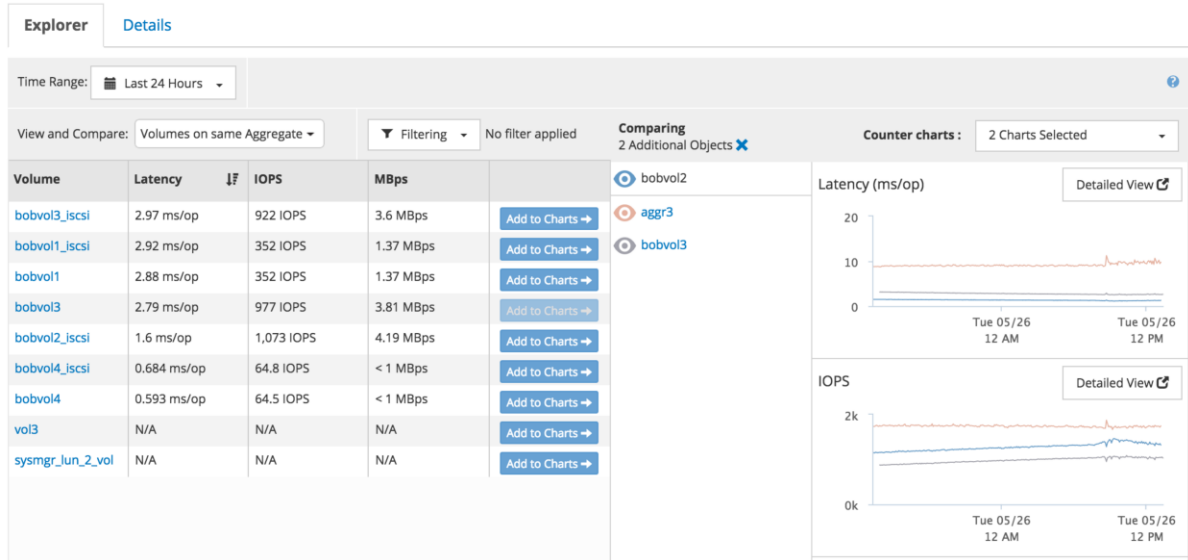 Explorer Details
Time Range: Last 24 Hours
View and Compare: Volumes on same Aggregate Filtering No filter applied Comparing
2 Additional Objects Counter charts : 2 Charts Selected
Volume Latency IOPS MBps
bobvol3_iscsi 2.97 ms/op 922 IOPS 3.6 MBps Add to Charts
bobvol1_iscsi 2.92 ms/op 352 IOPS 1.37 MBps Add to Charts
bobvol1 2.88 ms/op 352 IOPS 1.37 MBps Add to Charts
bobvol3 2.79 ms/op 977 IOPS 3.81 MBps Add to Charts
bobvol2_iscsi 1.6 ms/op 1,073 IOPS 4.19 MBps Add to Charts
bobvol4_iscsi 0.684 ms/op 64.8 IOPS < 1 MBps Add to Charts
bobvol4 0.593 ms/op 64.5 IOPS < 1 MBps Add to Charts
vol3 N/A N/A N/A Add to Charts
sysmgr_lun_2_vol N/A N/A N/A Add to Charts
bobvol2
aggr3
bobvol3
Latency (ms/op) Detailed View
20
10
0
Tue 05/26 Tue 05/26
12 AM 12 PM
IOPS Detailed View
2k
0k
Tue 05/26 Tue 05/26
12 AM 12 PM